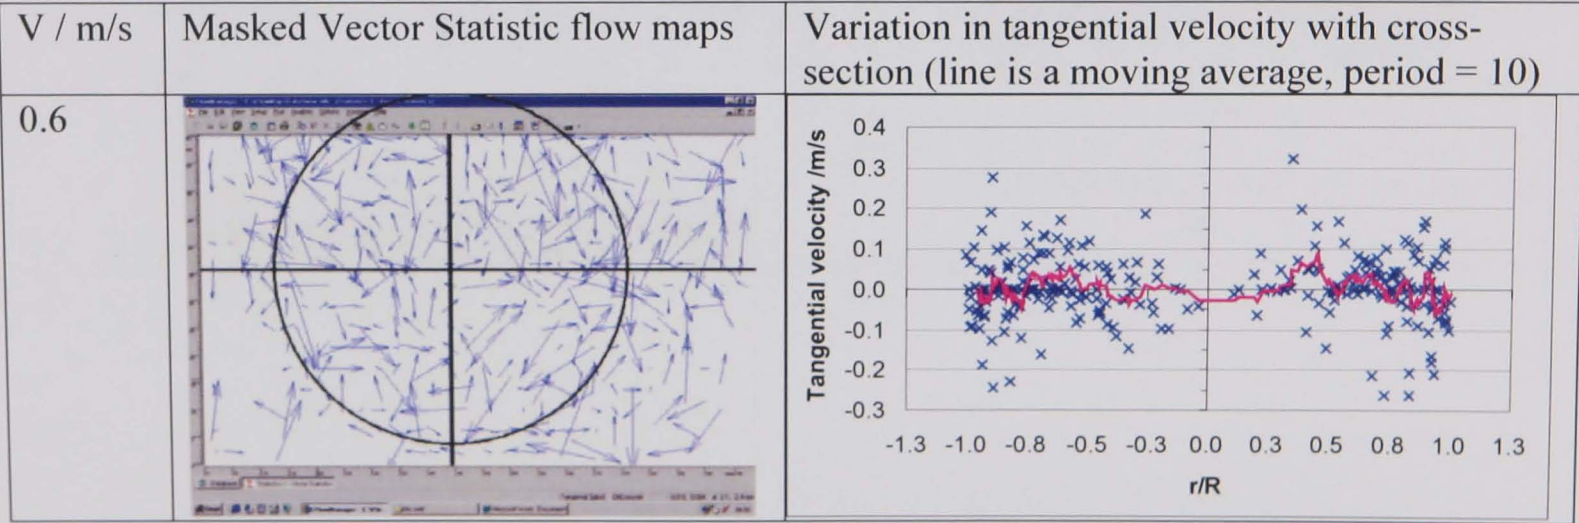 V / m/s
Masked Vector Statistic flow maps
Variation in tangential velocity with cross-
section (line is a moving average, period = 10)
0.6
Tangential velocity /m/s
0.4
0.3
0.2
0.1
0.0
-0.1
-0.2
-0.3
-1.3 -1.0 -0.8 -0.5 -0.3 0.0 0.3 0.5 0.8 1.0 1.3
r/R